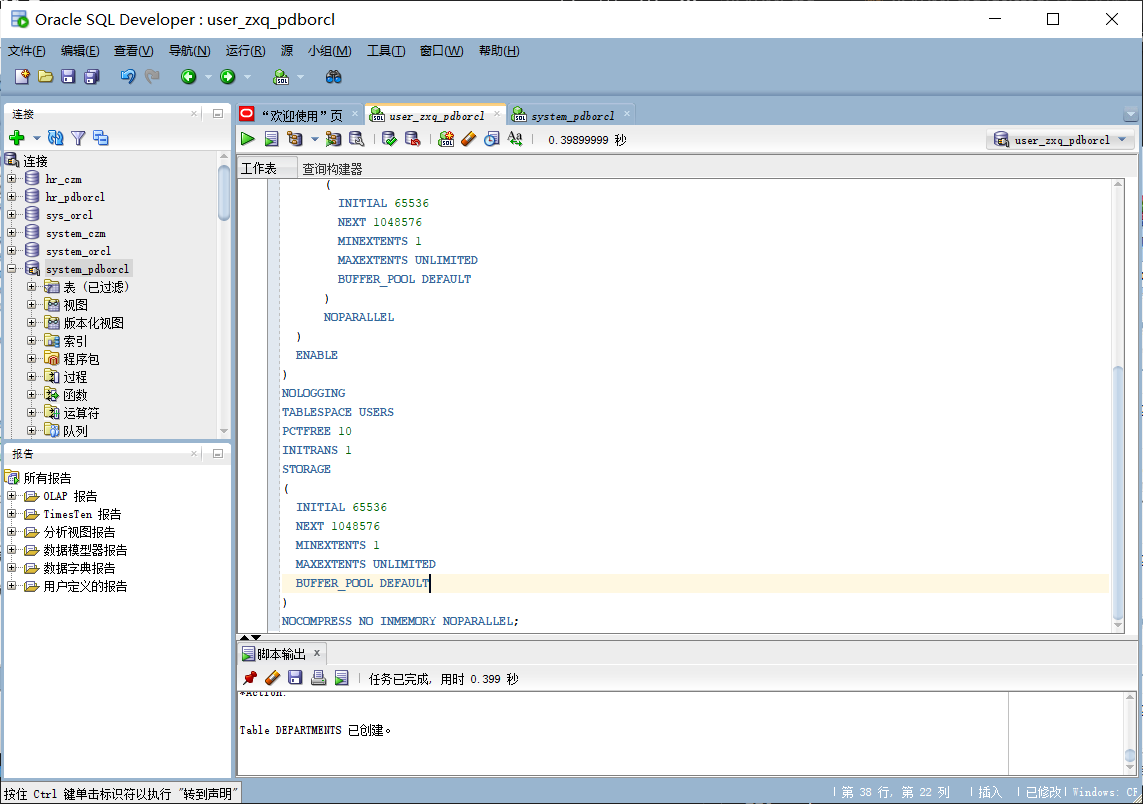 Oracle SQL Developer : user_zxq_pdborcl
文件(F) 编辑(E) 查看(V) 导航(N) 运行(R) 源 小组(M) 工具(T) 窗口(W) 帮助(H)
连接
连接
hr_czm
hr_pdborcl
sys_orcl
system_czm
system_orcl
system_pdborcl
表 (已过滤)
视图
版本化视图
索引
程序包
过程
函数
运算符
队列
报告
所有报告
OLAP 报告
TimesTen 报告
分析视图报告
数据模型器报告
数据字典报告
用户定义的报告
“欢迎使用”页 user_zxq_pdborcl system_pdborcl
0.39899999 秒 user_zxq_pdborcl
工作表 查询构建器
(
INITIAL 65536
NEXT 1048576
MINEXTENTS 1
MAXEXTENTS UNLIMITED
BUFFER_POOL DEFAULT
)
NOPARALLEL
)
ENABLE
)
NOLOGGING
TABLESPACE USERS
PCTFREE 10
INITRANS 1
STORAGE
(
INITIAL 65536
NEXT 1048576
MINEXTENTS 1
MAXEXTENTS UNLIMITED
BUFFER_POOL DEFAULT
)
NOCOMPRESS NO INMEMORY NOPARALLEL;
脚本输出 x
任务已完成, 用时 0.399 秒
*Action:
Table DEPARTMENTS 已创建。
按住 Ctrl 键单击标识符以执行 "转到声明" 第 38 行, 第 22 列 插入 已修改 Windows: CF